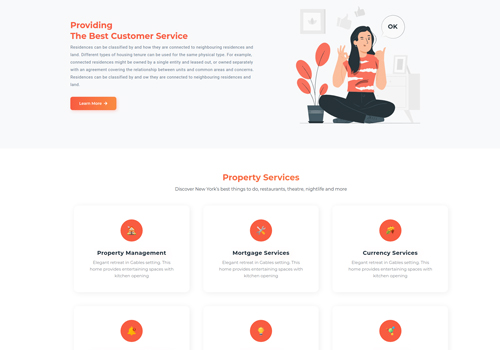 Providing
The Best Customer Service
Residences can be classified by and how they are connected to neighbouring residences and
land. Different types of housing tenure can be used for the same physical type. For example,
connected residences might be owned by a single entity and leased out, or owned separately
with an agreement covering the relationship between units and common areas and concerns.
Residences can be classified by and we they are connected to neighbouring residences and
land.
Learn More
OK
Property Services
Discover New York's best things to do, restaurants, theatre, nightlife and more
Property Management
Elegant retreat in Gables setting. This
home provides entertaining spaces with
kitchen opening
Mortgage Services
Elegant retreat in Gables setting. This
home provides entertaining spaces with
kitchen opening
Currency Services
Elegant retreat in Gables setting. This
home provides entertaining spaces with
kitchen opening